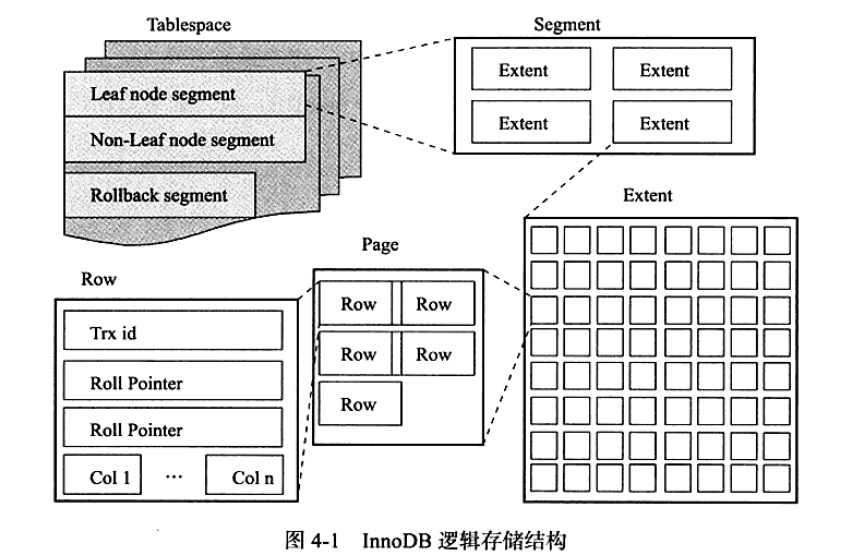 Tablespace
Leaf node segment
Non-Leaf node segment
Rollback segment
Segment
Extent
Extent
Extent
Extent
Extent
Page
Row
Row
Row
Row
Row
Row
Trx id
Roll Pointer
Roll Pointer
Col 1
...
Col n
图 4-1 InnoDB 逻辑存储结构